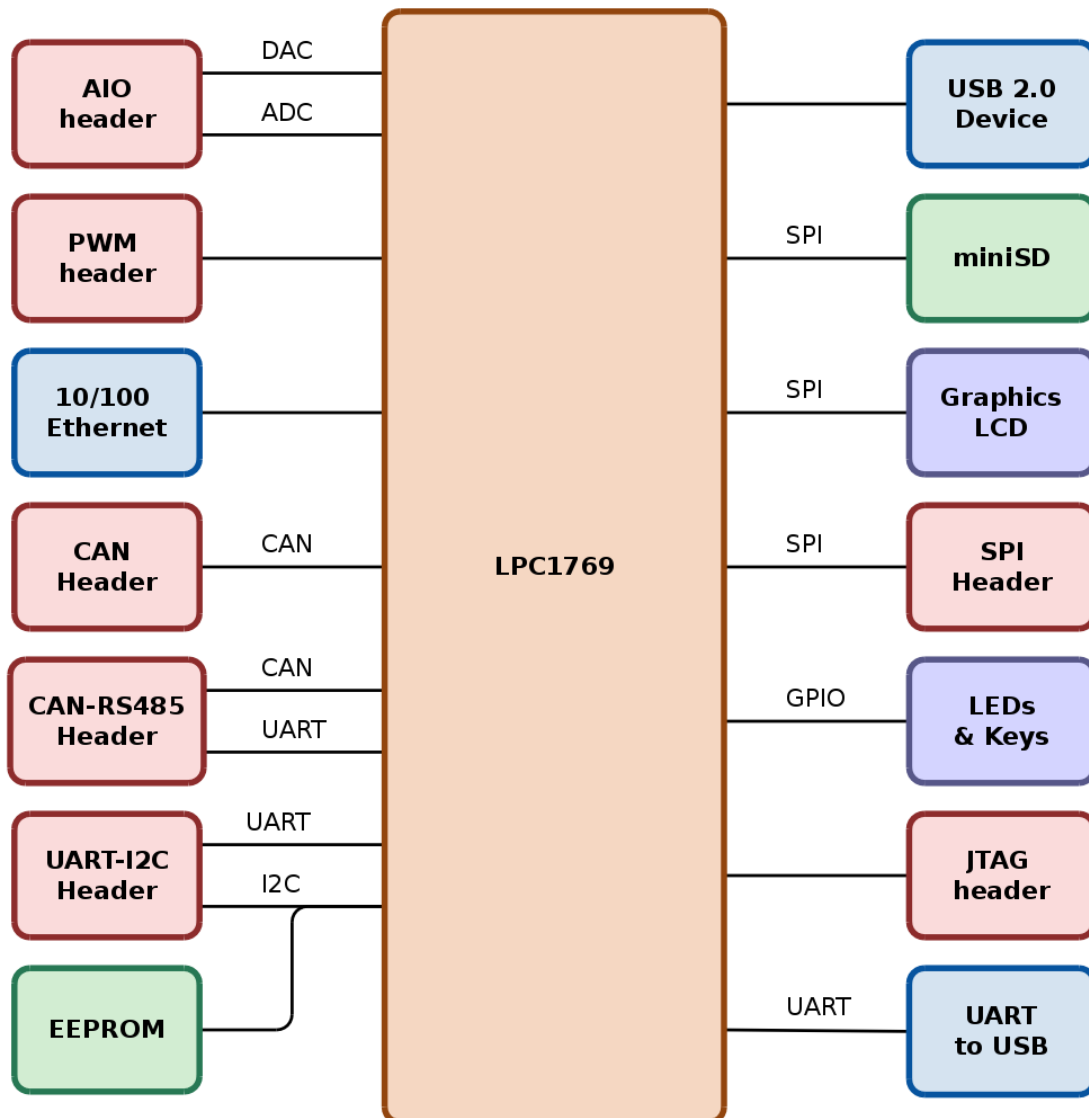 DAC
AIO
header
ADC
PWM
header
10/100
Ethernet
CAN
Header
CAN
CAN-RS485
Header
CAN
UART
UART-I2C
Header
UART
I2C
EEPROM
LPC1769
USB 2.0
Device
SPI
miniSD
SPI
Graphics
LCD
SPI
SPI
Header
GPIO
LEDs
& Keys
JTAG
header
UART
UART
to USB